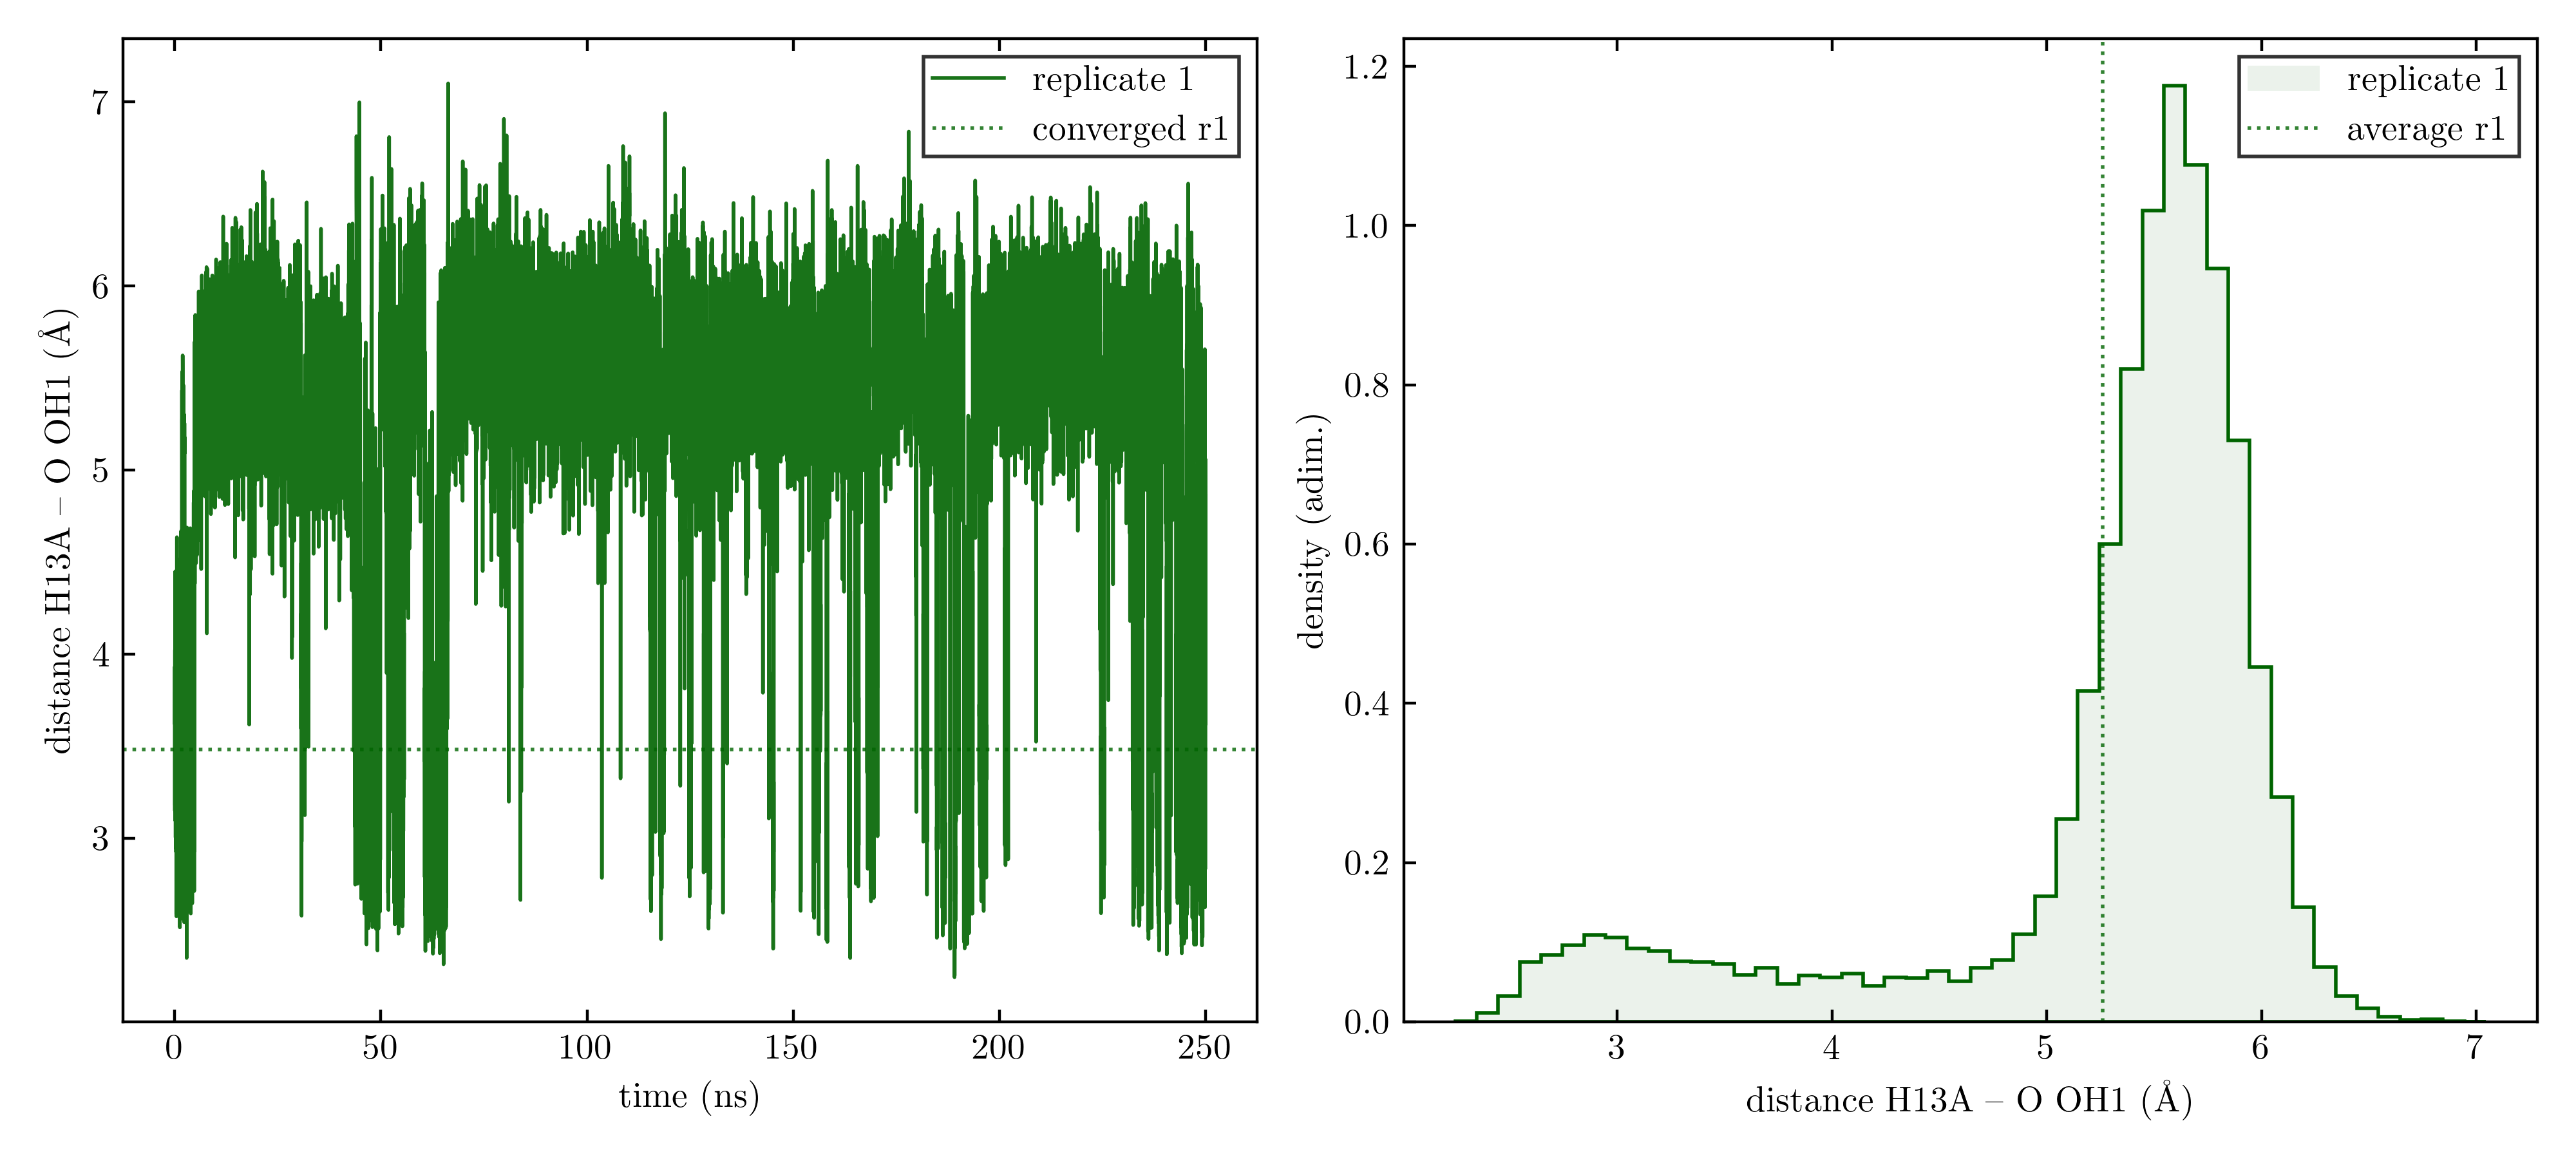 replicate 1
converged r1
7
6
5
4
3
distance H13A – O OH1 (Å)
0 50 100 150 200 250
time (ns)
replicate 1
average r1
1.2
1.0
0.8
0.6
0.4
0.2
0.0
density (adim.)
3 4 5 6 7
distance H13A – O OH1 (Å)